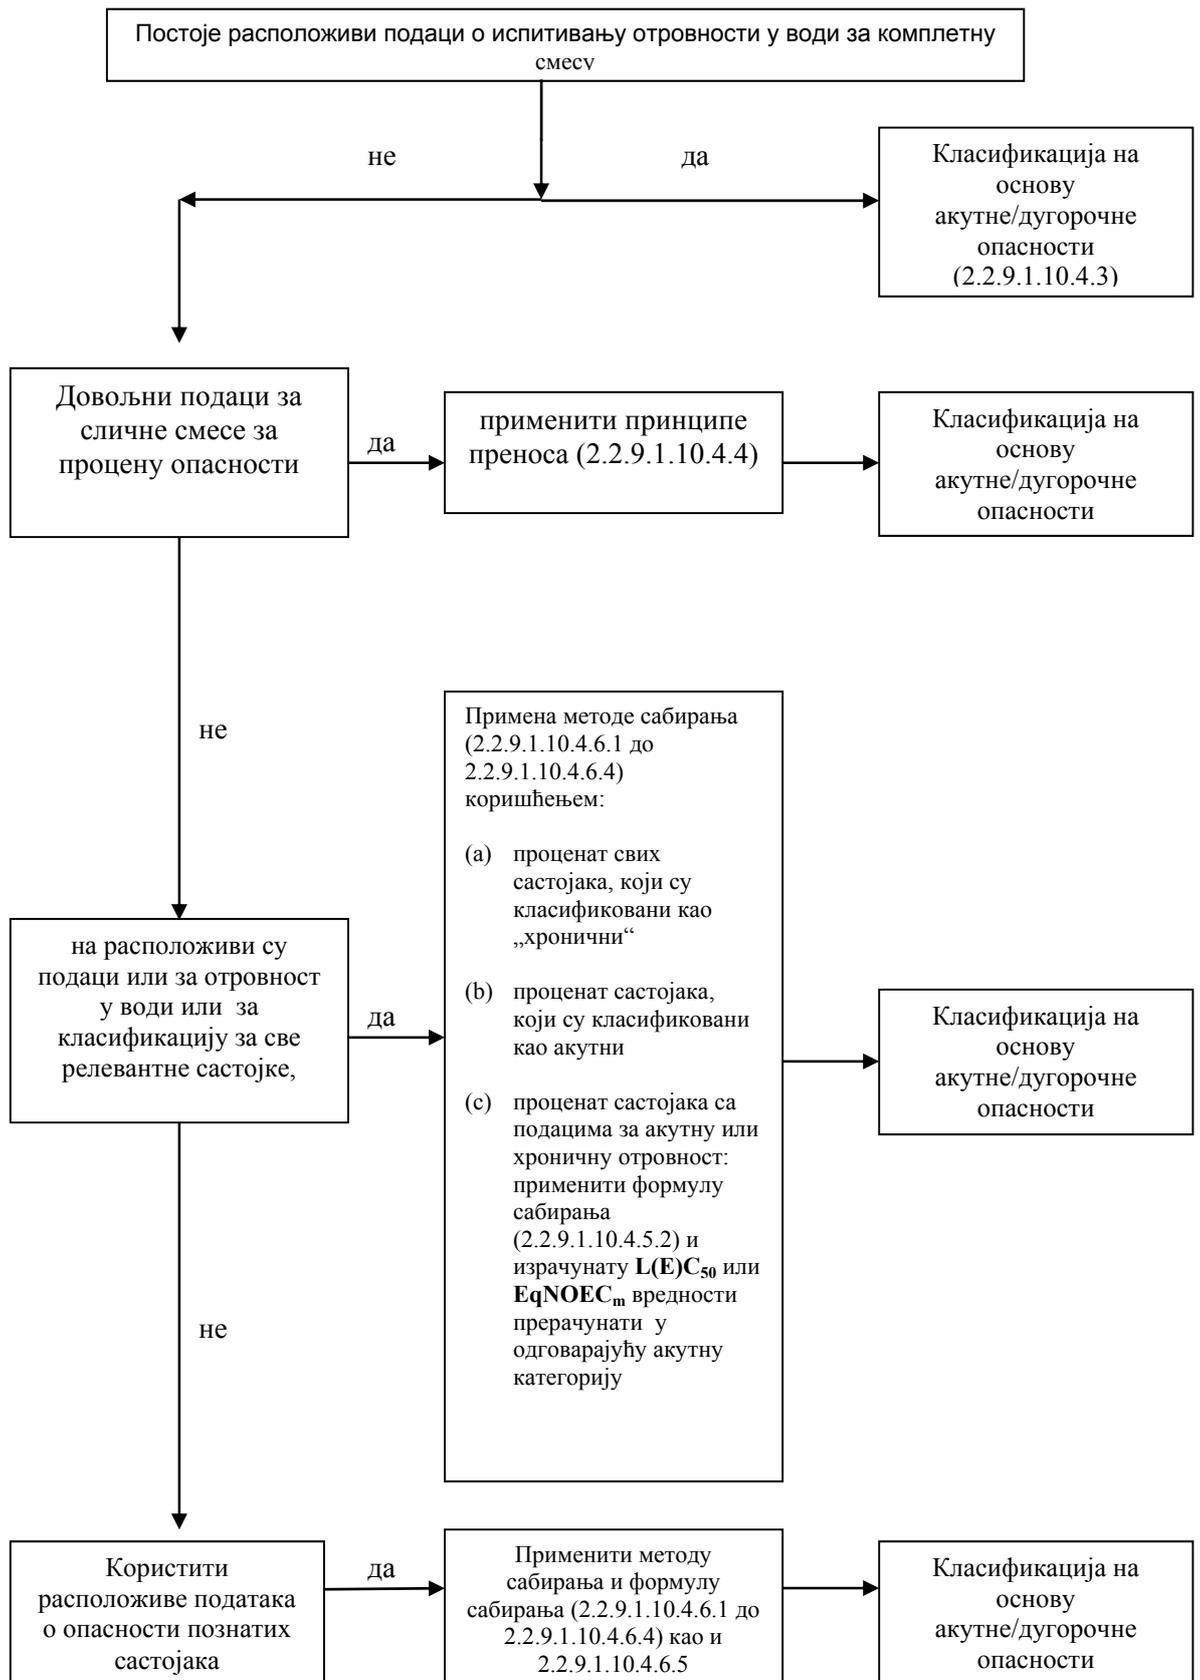 Постоје расположиви подаци о испитивању отровности у води за комплетну
смесу
не
да
Класификација на
основу
акутне/дугорочне
опасности
(2.2.9.1.10.4.3)
Довољни подаци за
сличне смесе за
процену опасности
да
применити принципе
преноса (2.2.9.1.10.4.4)
Класификација на
основу
акутне/дугорочне
опасности
не
Примена методе сабирања
(2.2.9.1.10.4.6.1 до
2.2.9.1.10.4.6.4)
коришћењем:
(a) проценат свих
састојака, који су
класификовани као
„хронични“
(b) проценат састојака,
који су класификовани
као акутни
(c) проценат састојака са
подацима за акутну или
хроничну отровност:
применити формулу
сабирања
(2.2.9.1.10.4.5.2) и
израчунату L(E)C50 или
EqNOECm вредности
прерачунати у
одговарајућу акутну
категорију
на расположиви су
подаци или за отровност
у води или за
класификацију за све
релевантне састојке,
да
Класификација на
основу
акутне/дугорочне
опасности
не
Користити
расположиве података
о опасности познатих
састојака
да
Применити методу
сабирања и формулу
сабирања (2.2.9.1.10.4.6.1 до
2.2.9.1.10.4.6.4) као и
2.2.9.1.10.4.6.5
Класификација на
основу
акутне/дугорочне
опасности